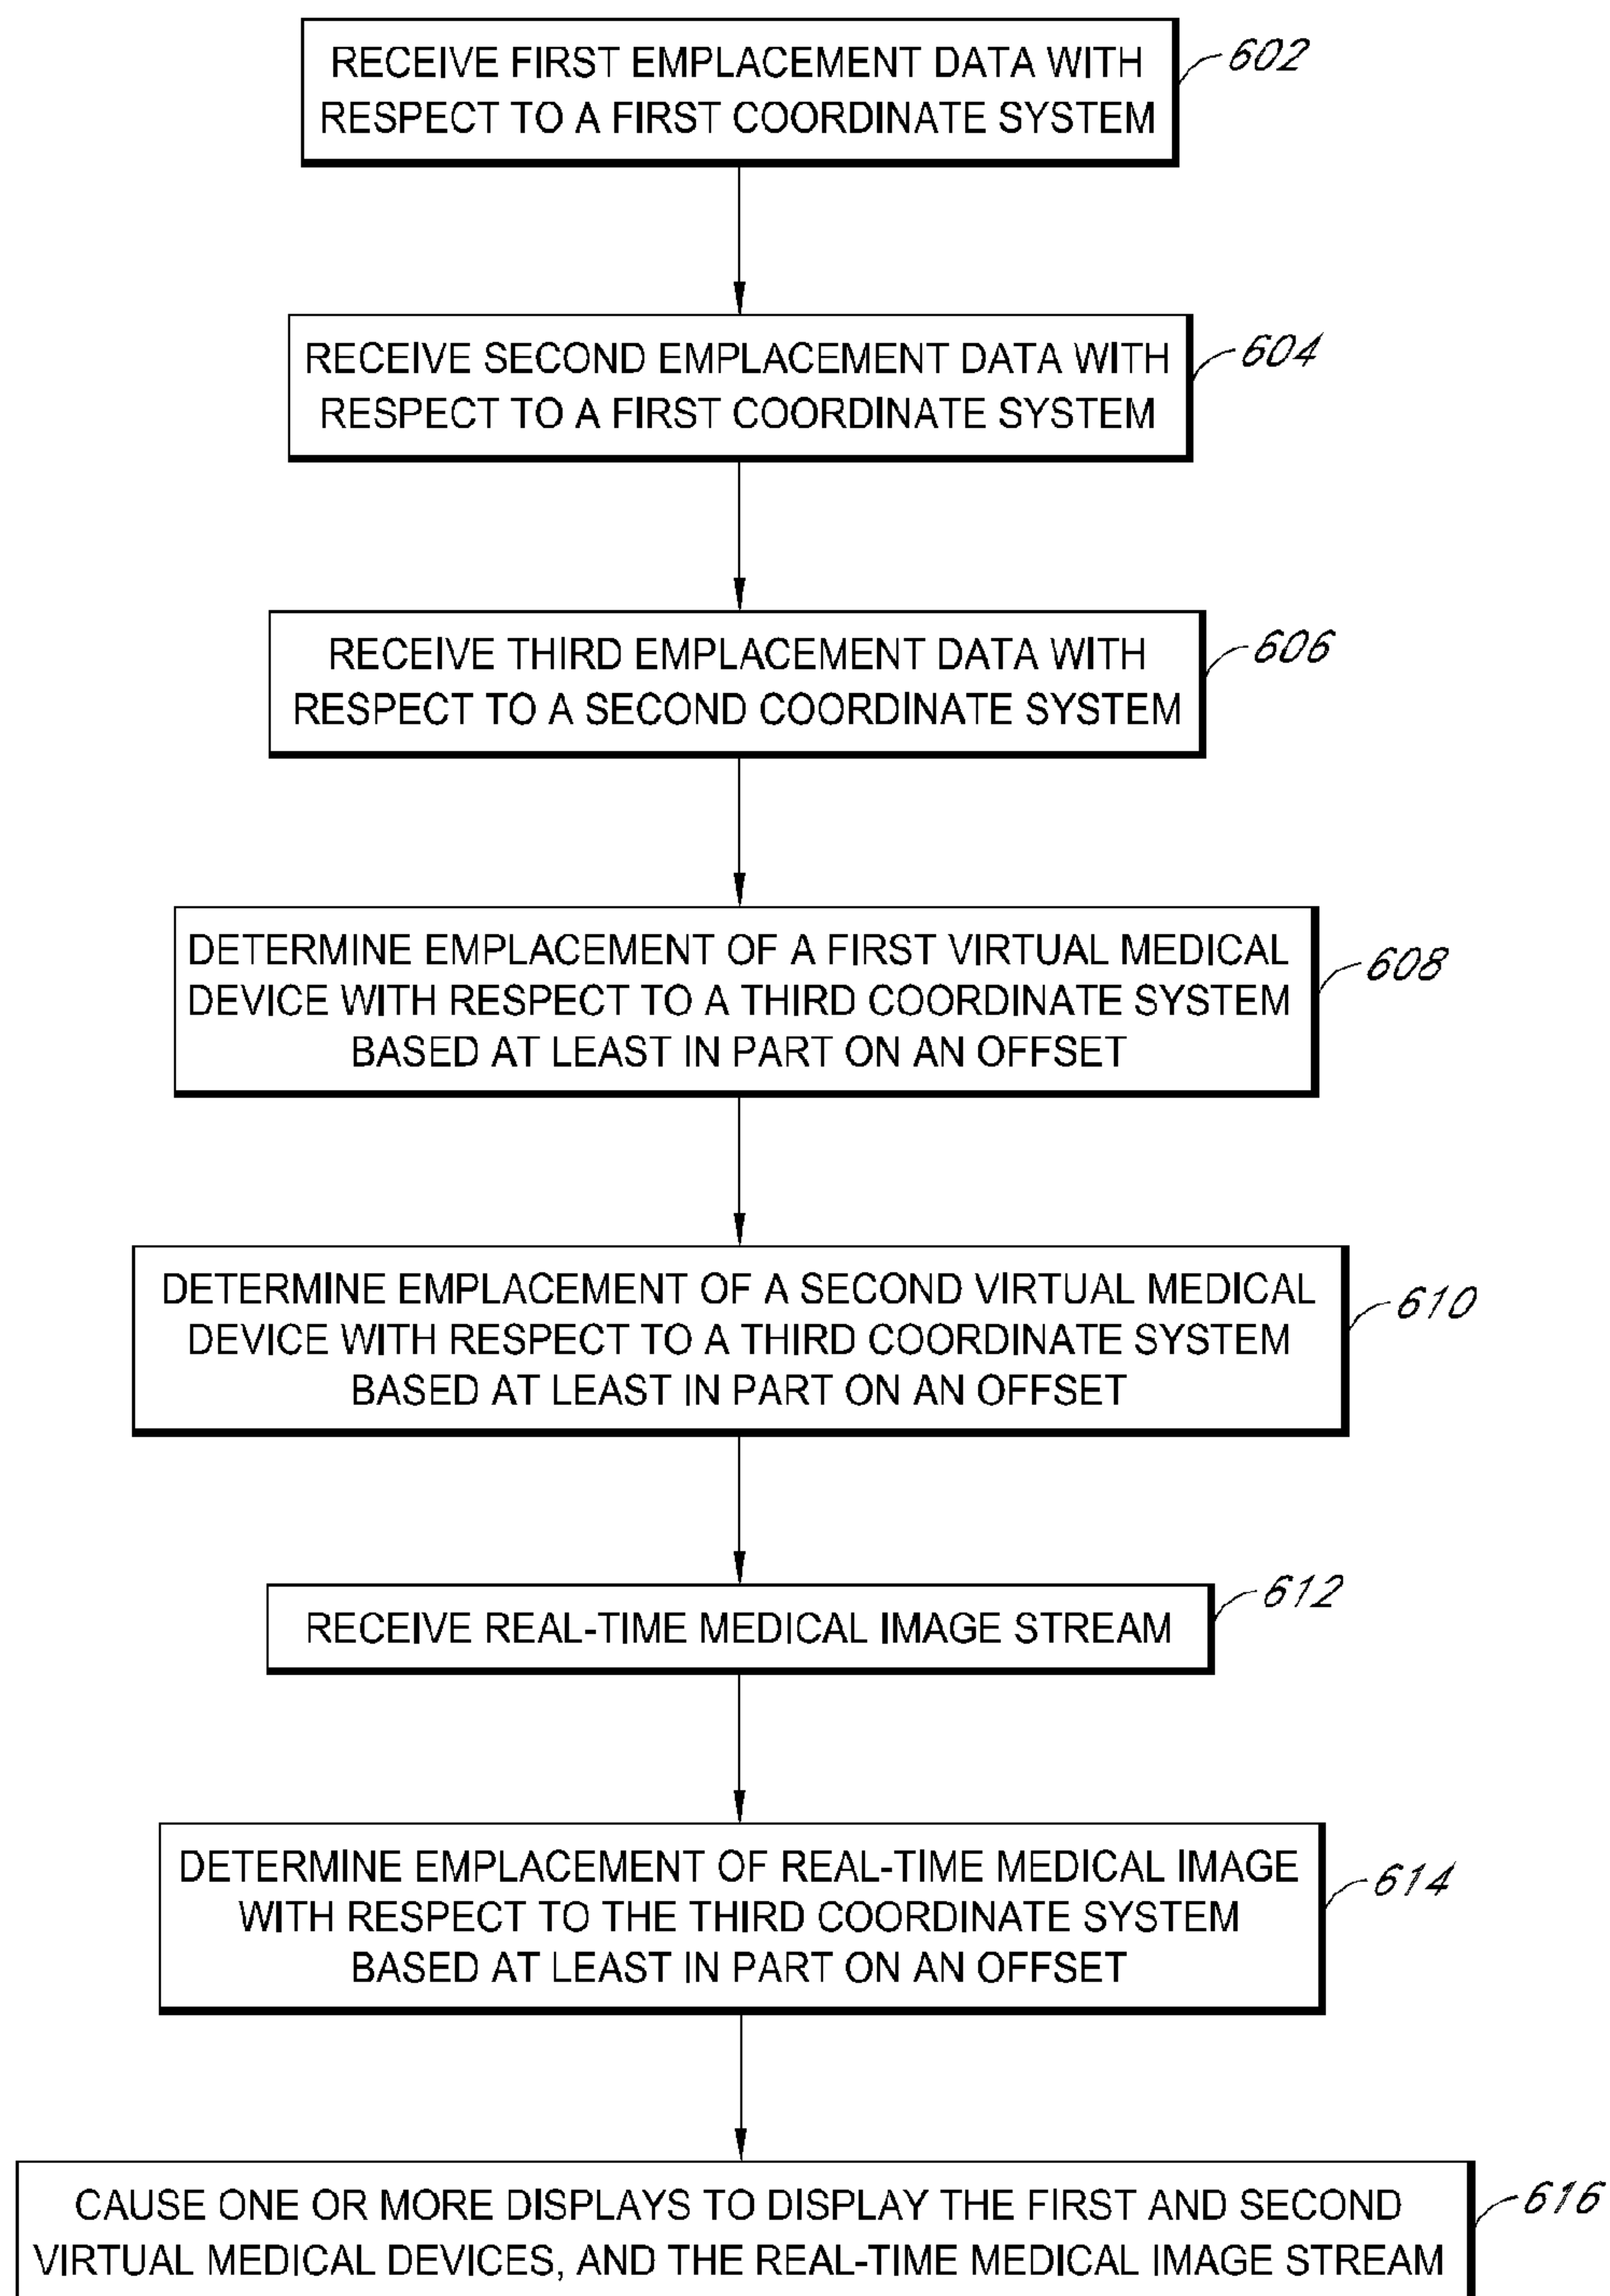 RECEIVE FIRST EMPLACEMENT DATA WITH
RESPECT TO A FIRST COORDINATE SYSTEM
602
RECEIVE SECOND EMPLACEMENT DATA WITH
RESPECT TO A FIRST COORDINATE SYSTEM
604
RECEIVE THIRD EMPLACEMENT DATA WITH
RESPECT TO A SECOND COORDINATE SYSTEM
606
DETERMINE EMPLACEMENT OF A FIRST VIRTUAL MEDICAL
DEVICE WITH RESPECT TO A THIRD COORDINATE SYSTEM
BASED AT LEAST IN PART ON AN OFFSET
608
DETERMINE EMPLACEMENT OF A SECOND VIRTUAL MEDICAL
DEVICE WITH RESPECT TO A THIRD COORDINATE SYSTEM
BASED AT LEAST IN PART ON AN OFFSET
610
RECEIVE REAL-TIME MEDICAL IMAGE STREAM
612
DETERMINE EMPLACEMENT OF REAL-TIME MEDICAL IMAGE
WITH RESPECT TO THE THIRD COORDINATE SYSTEM
BASED AT LEAST IN PART ON AN OFFSET
614
CAUSE ONE OR MORE DISPLAYS TO DISPLAY THE FIRST AND SECOND
VIRTUAL MEDICAL DEVICES, AND THE REAL-TIME MEDICAL IMAGE STREAM
616